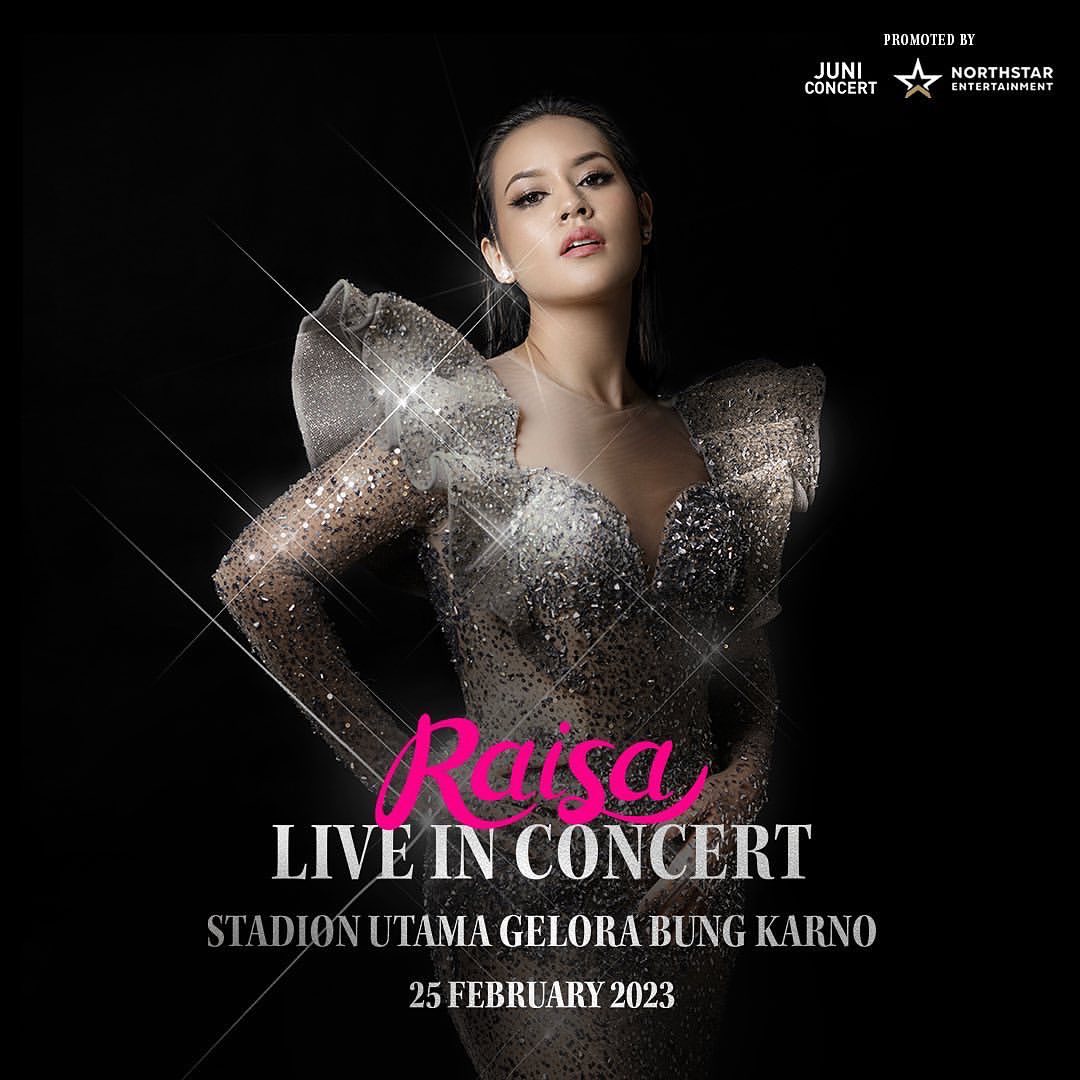 PROMOTED BY
JUNI
CONCERT
NORTHSTAR
ENTERTAINMENT
Raisa
LIVE IN CONCERT
STADION UTAMA GELORA BUNG KARNO
25 FEBRUARY 2023